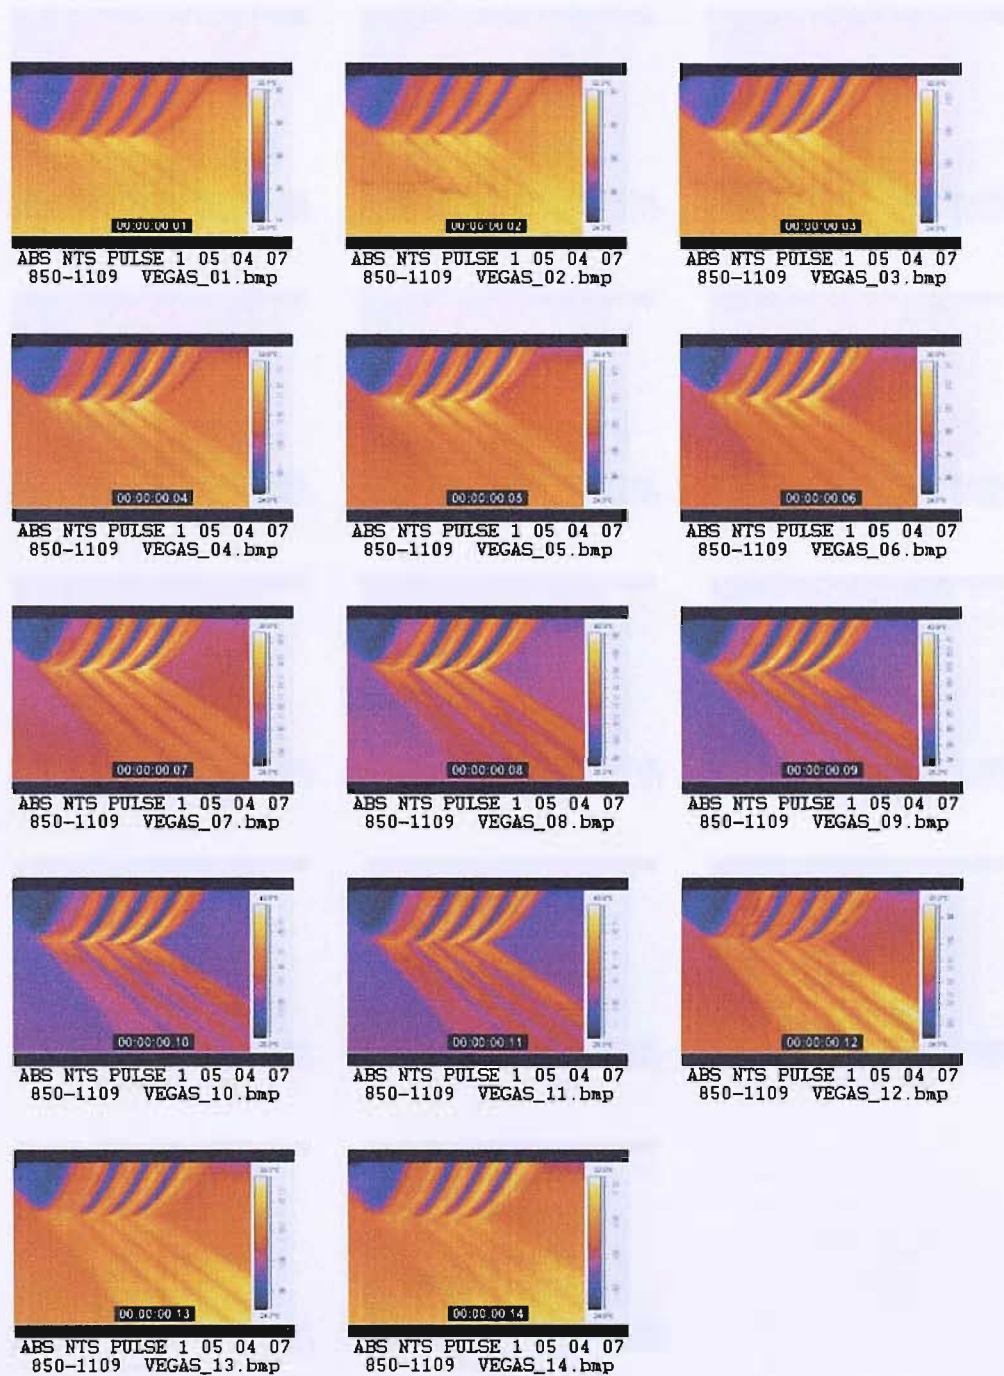 00:00:00.01
ABS NTS PULSE 1 05 04 07
850-1109 VEGAS_01.bmp
00:00:00.02
ABS NTS PULSE 1 05 04 07
850-1109 VEGAS_02.bmp
00:00:00.03
ABS NTS PULSE 1 05 04 07
850-1109 VEGAS_03.bmp
00:00:00.04
ABS NTS PULSE 1 05 04 07
850-1109 VEGAS_04.bmp
00:00:00.05
ABS NTS PULSE 1 05 04 07
850-1109 VEGAS_05.bmp
00:00:00.06
ABS NTS PULSE 1 05 04 07
850-1109 VEGAS_06.bmp
00:00:00.07
ABS NTS PULSE 1 05 04 07
850-1109 VEGAS_07.bmp
00:00:00.08
ABS NTS PULSE 1 05 04 07
850-1109 VEGAS_08.bmp
00:00:00.09
ABS NTS PULSE 1 05 04 07
850-1109 VEGAS_09.bmp
00:00:00.10
ABS NTS PULSE 1 05 04 07
850-1109 VEGAS_10.bmp
00:00:00.11
ABS NTS PULSE 1 05 04 07
850-1109 VEGAS_11.bmp
00:00:00.12
ABS NTS PULSE 1 05 04 07
850-1109 VEGAS_12.bmp
00:00:00.13
ABS NTS PULSE 1 05 04 07
850-1109 VEGAS_13.bmp
00:00:00.14
ABS NTS PULSE 1 05 04 07
850-1109 VEGAS_14.bmp